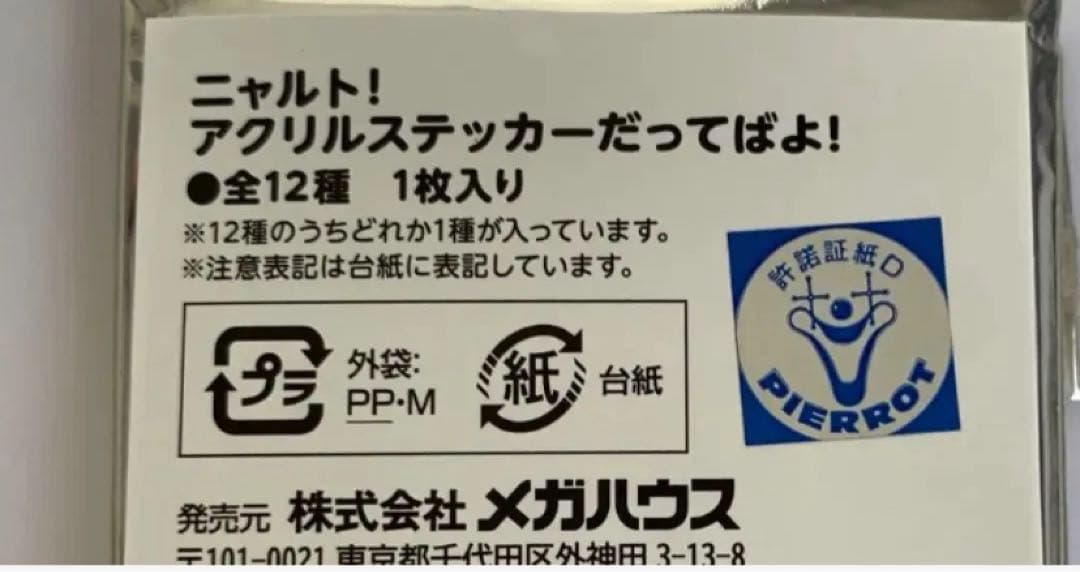 ニャルト!
アクリルステッカーだってばよ!
●全12種 1枚入り
※12種のうちどれか1種が入っています。
※注意表記は台紙に表記しています。
許諾証紙D
PIERROT
プラ 外袋:
PP・M
紙 台紙
発売元 株式会社 メガハウス
〒101-0021 東京都千代田区外神田 3-13-8